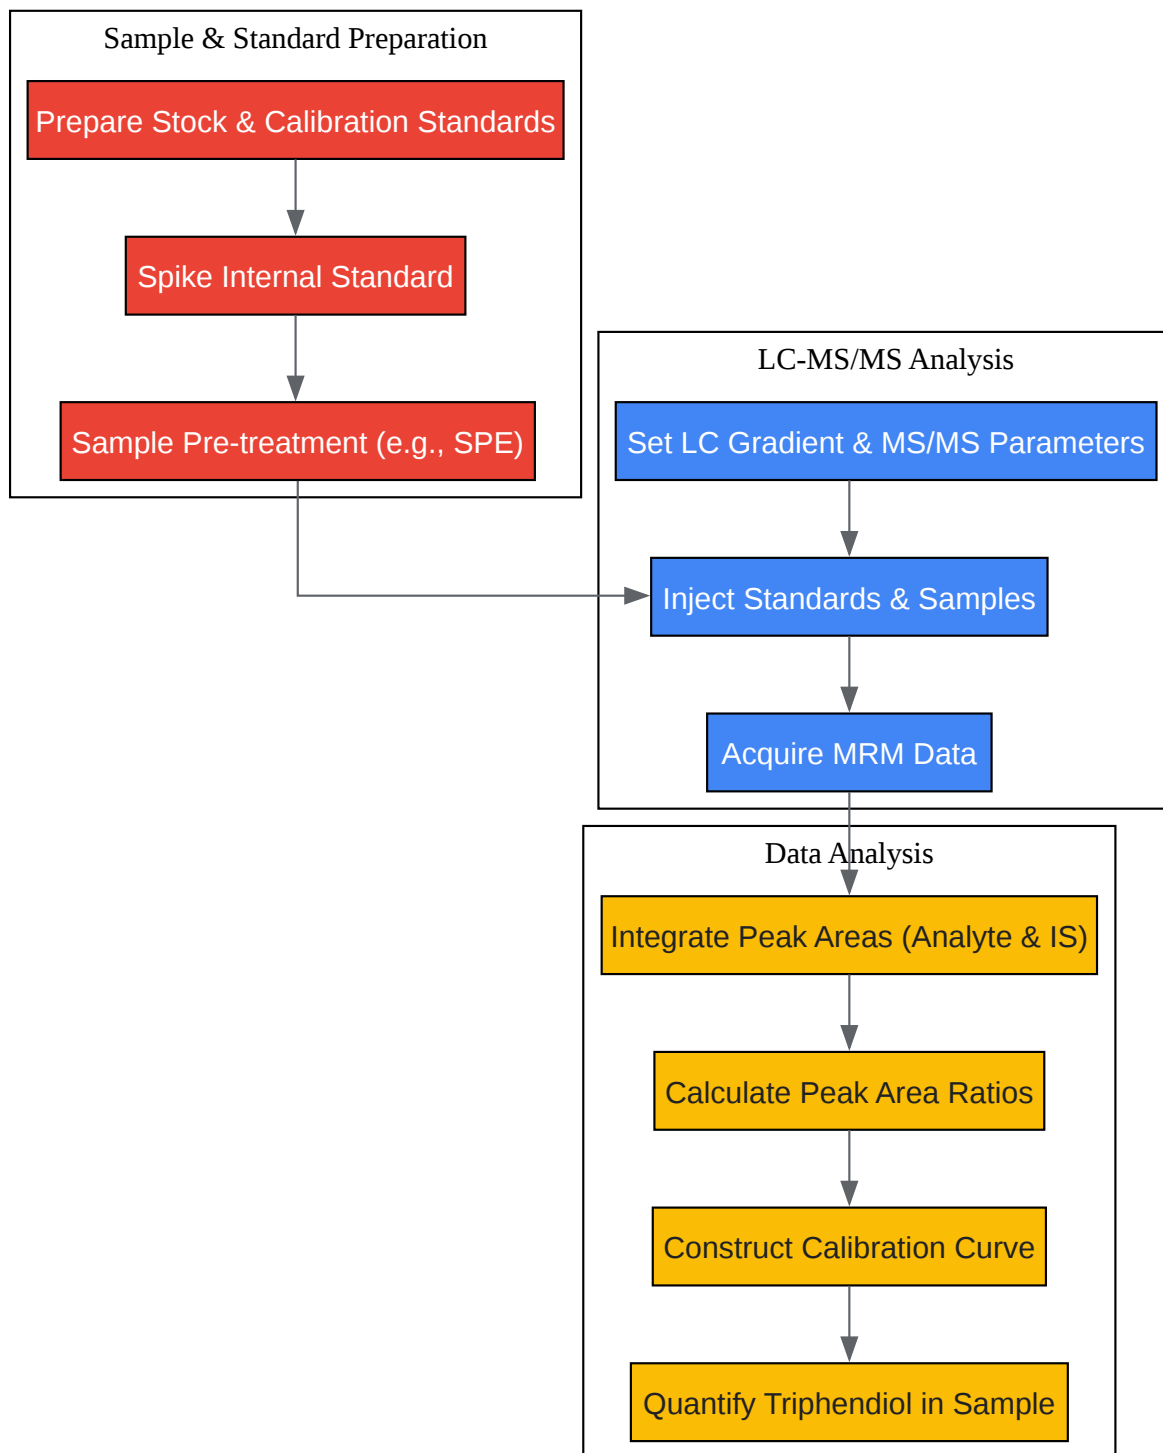 Sample & Standard Preparation
Prepare Stock & Calibration Standards
Spike Internal Standard
Sample Pre-treatment (e.g., SPE)
LC-MS/MS Analysis
Set LC Gradient & MS/MS Parameters
Inject Standards & Samples
Acquire MRM Data
Data Analysis
Integrate Peak Areas (Analyte & IS)
Calculate Peak Area Ratios
Construct Calibration Curve
Quantify Triphendiol in Sample